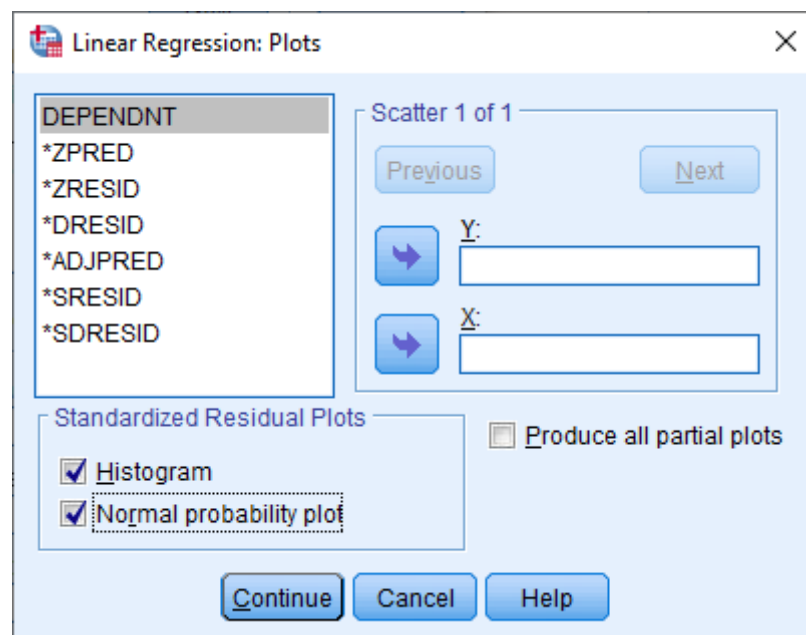 Linear Regression: Plots
DEPENDNT
*ZPRED
*ZRESID
*DRESID
*ADJPRED
*SRESID
*SDRESID
Scatter 1 of 1
Previous
Next
Y:
X:
Standardized Residual Plots
Histogram
Normal probability plot
Produce all partial plots
Continue
Cancel
Help